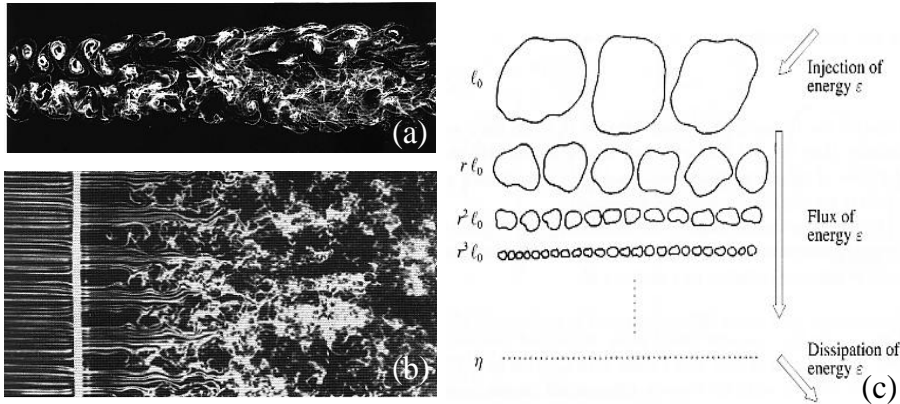 (a)
(b)
ℓ₀
rℓ₀
r²ℓ₀
r³ℓ₀
η
Injection of
energy ε
Flux of
energy ε
Dissipation of
energy ε
(c)